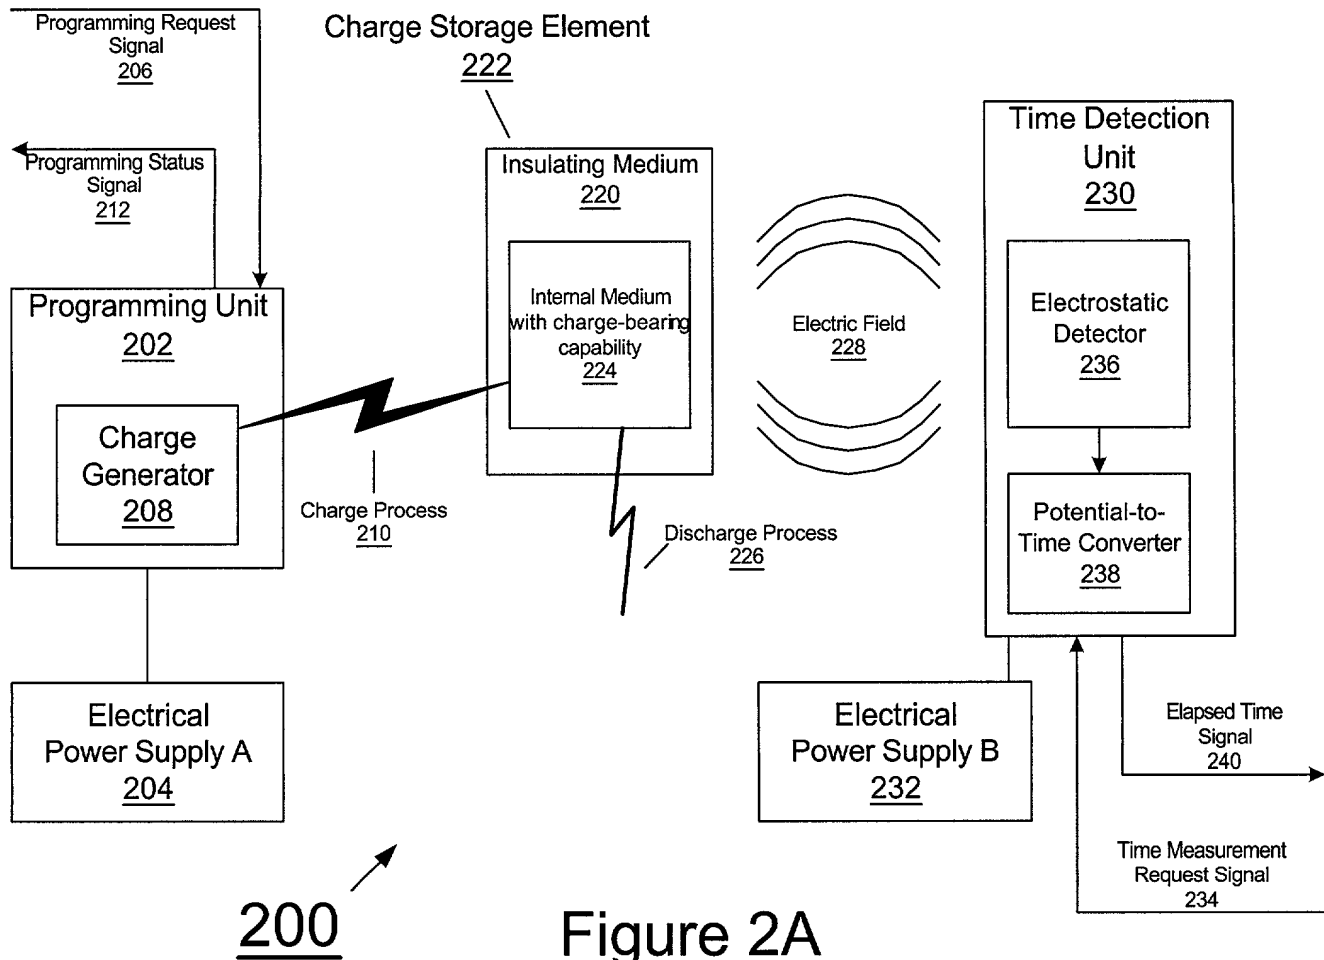 Programming Request
Signal
206
Programming Status
Signal
212
Programming Unit
202
Charge
Generator
208
Electrical
Power Supply A
204
Charge Process
210
Charge Storage Element
222
Insulating Medium
220
Internal Medium
with charge-bearing
capability
224
Discharge Process
226
Electric Field
228
Time Detection
Unit
230
Electrostatic
Detector
236
Potential-to-
Time Converter
238
Electrical
Power Supply B
232
Elapsed Time
Signal
240
Time Measurement
Request Signal
234
200
Figure 2A